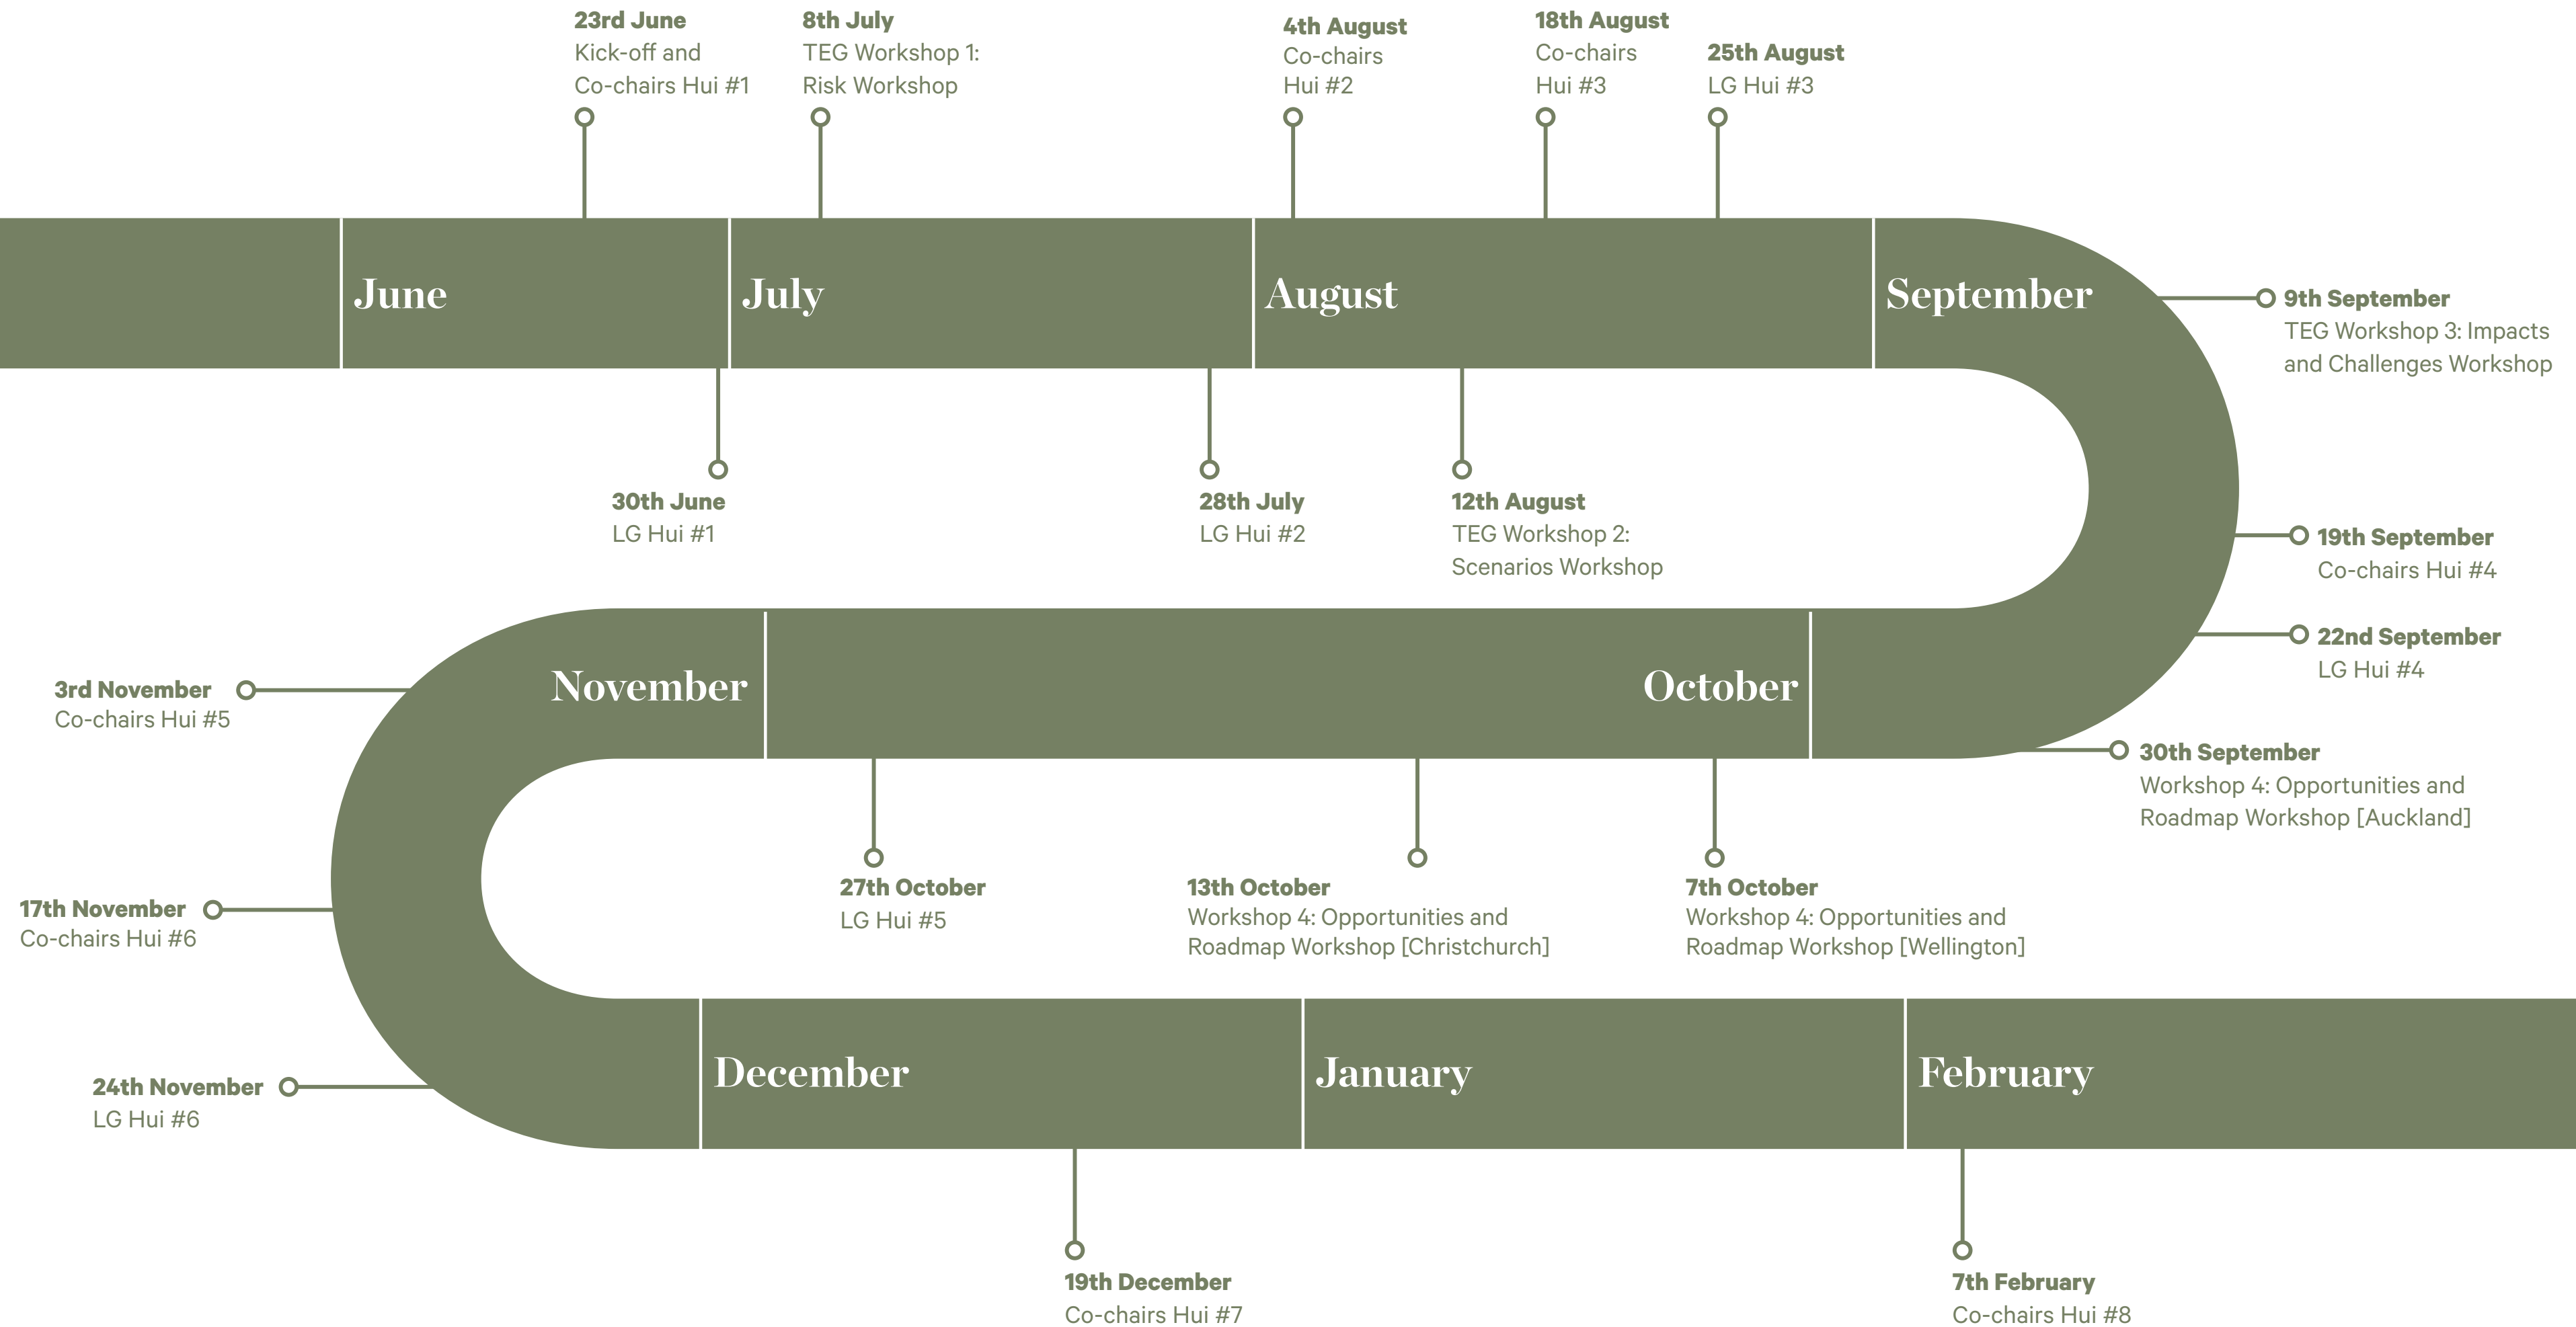 23rd June
Kick-off and
Co-chairs Hui #1
8th July
TEG Workshop 1:
Risk Workshop
4th August
Co-chairs
Hui #2
18th August
Co-chairs
Hui #3
25th August
LG Hui #3
June
July
August
September
9th September
TEG Workshop 3: Impacts
and Challenges Workshop
30th June
LG Hui #1
28th July
LG Hui #2
12th August
TEG Workshop 2:
Scenarios Workshop
19th September
Co-chairs Hui #4
22nd September
LG Hui #4
30th September
Workshop 4: Opportunities and
Roadmap Workshop [Auckland]
October
November
7th October
Workshop 4: Opportunities and
Roadmap Workshop [Wellington]
13th October
Workshop 4: Opportunities and
Roadmap Workshop [Christchurch]
27th October
LG Hui #5
3rd November
Co-chairs Hui #5
17th November
Co-chairs Hui #6
24th November
LG Hui #6
December
January
February
19th December
Co-chairs Hui #7
7th February
Co-chairs Hui #8